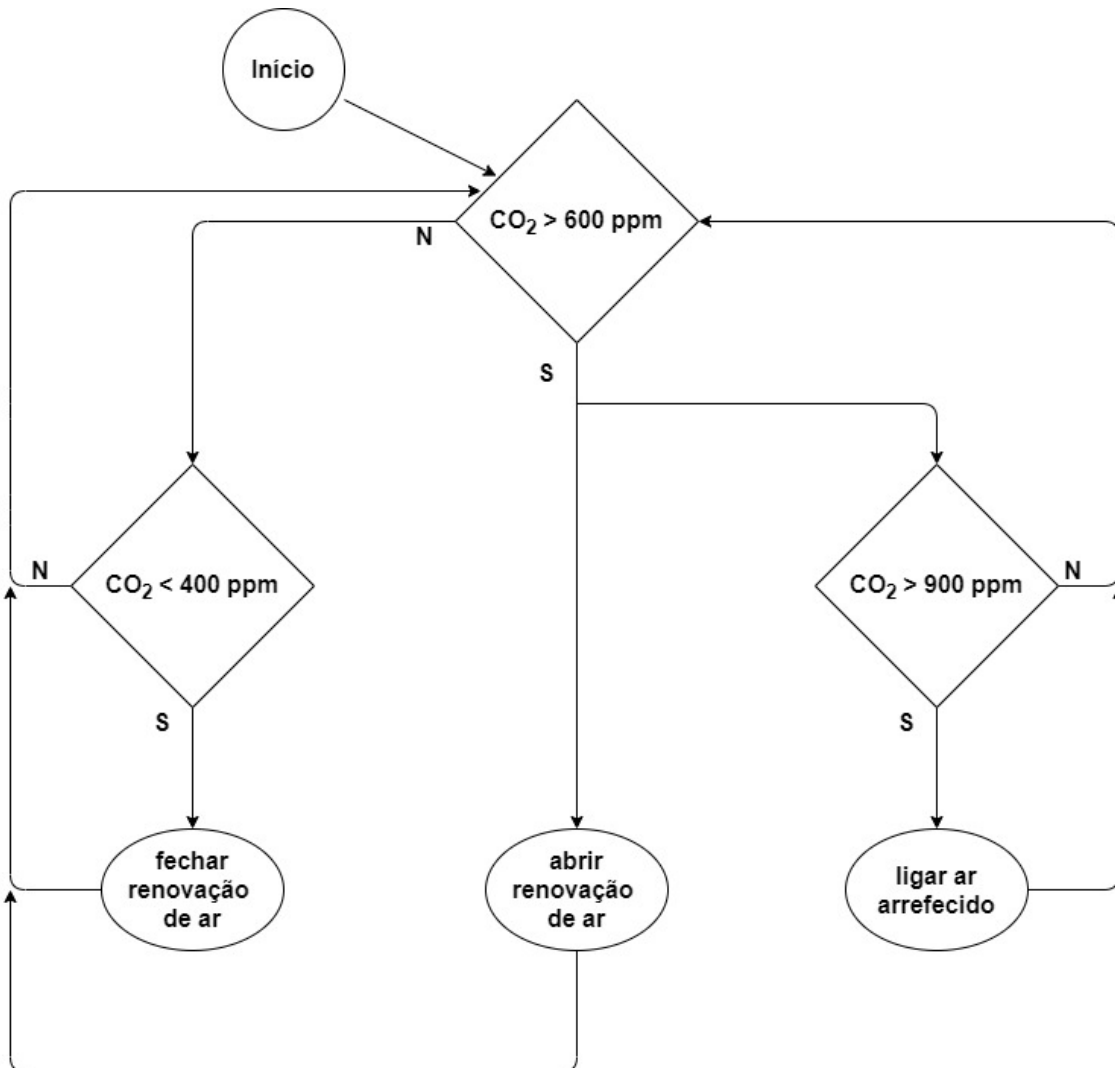 Início
CO₂ > 600 ppm
N
S
N
CO₂ < 400 ppm
CO₂ > 900 ppm
N
S
S
fechar
renovação
de ar
abrir
renovação
de ar
ligar ar
arrefecido